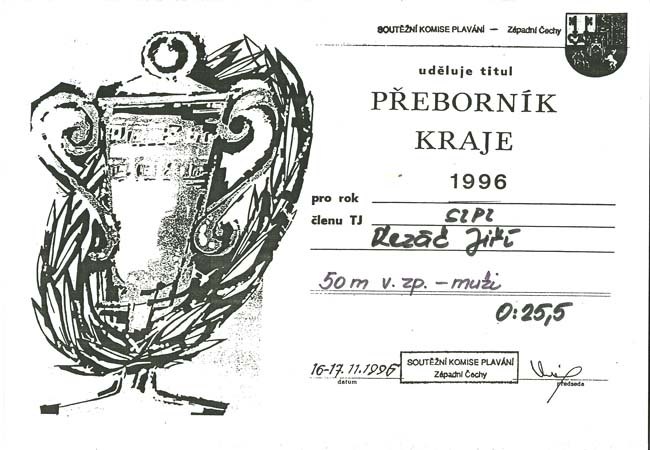 SOUTĚŽNÍ KOMISE PLAVÁNÍ — Západní Čechy
uděluje titul
PŘEBORNÍK
KRAJE
1996
pro rok
členu TJ SIPL
Řezáč Jiří
50 m v. zp. - muži
0:25,5
16-17.11.1996
datum
SOUTĚŽNÍ KOMISE PLAVÁNÍ
Západní Čechy
předseda